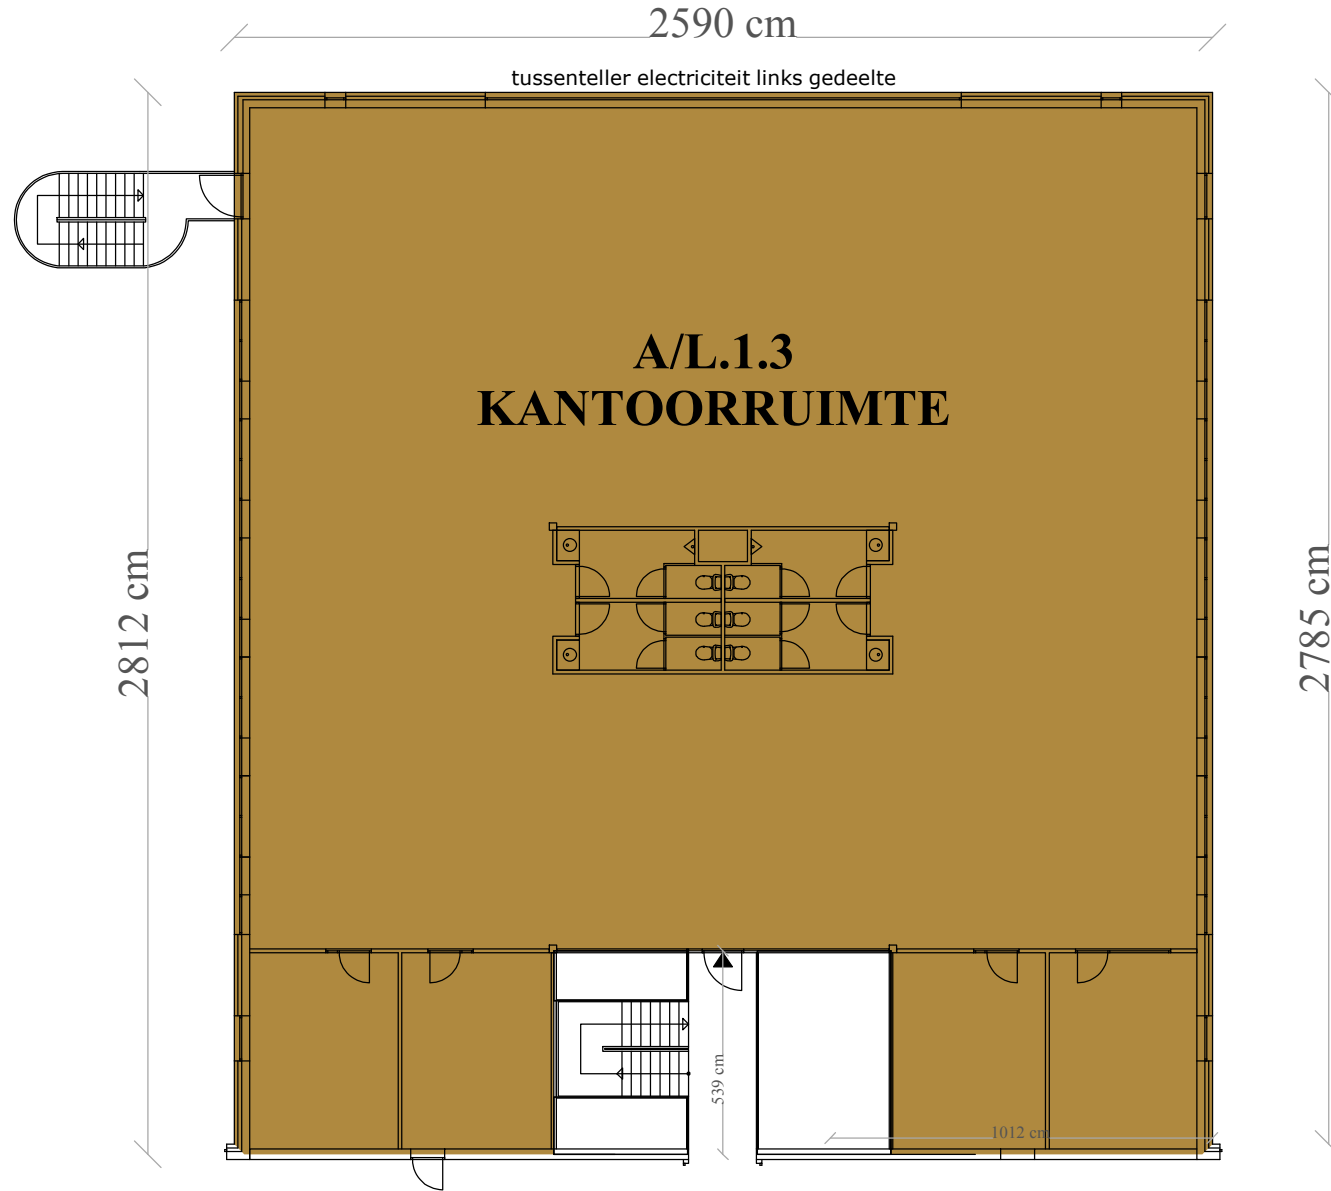 2590 cm
tussenteller electriciteit links gedeelte
A/L.1.3
KANTOORRUIMTE
2812 cm
2785 cm
539 cm
1012 cm